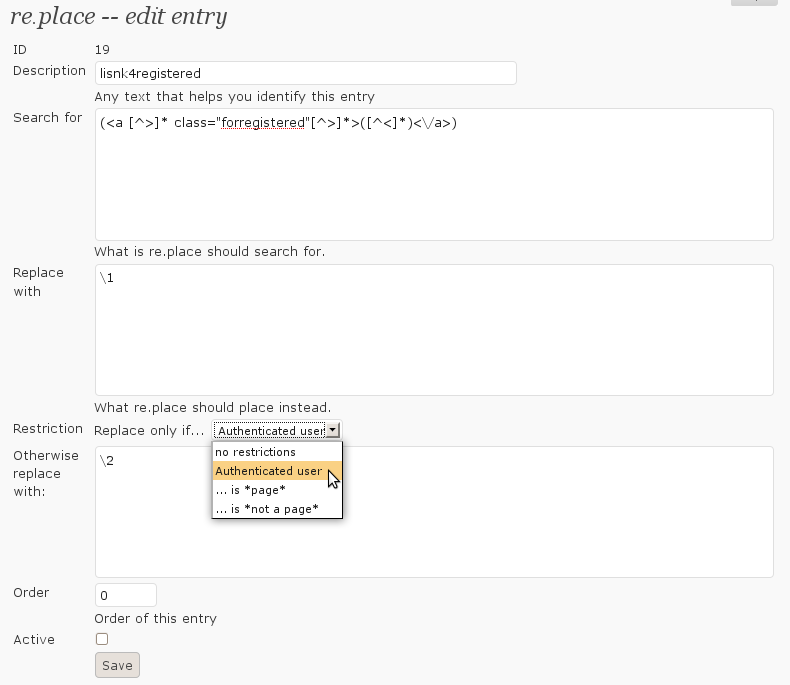 re.place -- edit entry
ID 19
Description lisnk4registered
Any text that helps you identify this entry
Search for (<a [^>]* class="forregistered"[^>]*>([^<]*)<\/a>)
What is re.place should search for.
Replace with \1
What re.place should place instead.
Restriction Replace only if... Authenticated user
no restrictions
Authenticated user
... is *page*
... is *not a page*
Otherwise replace with: \2
Order 0
Order of this entry
Active
Save